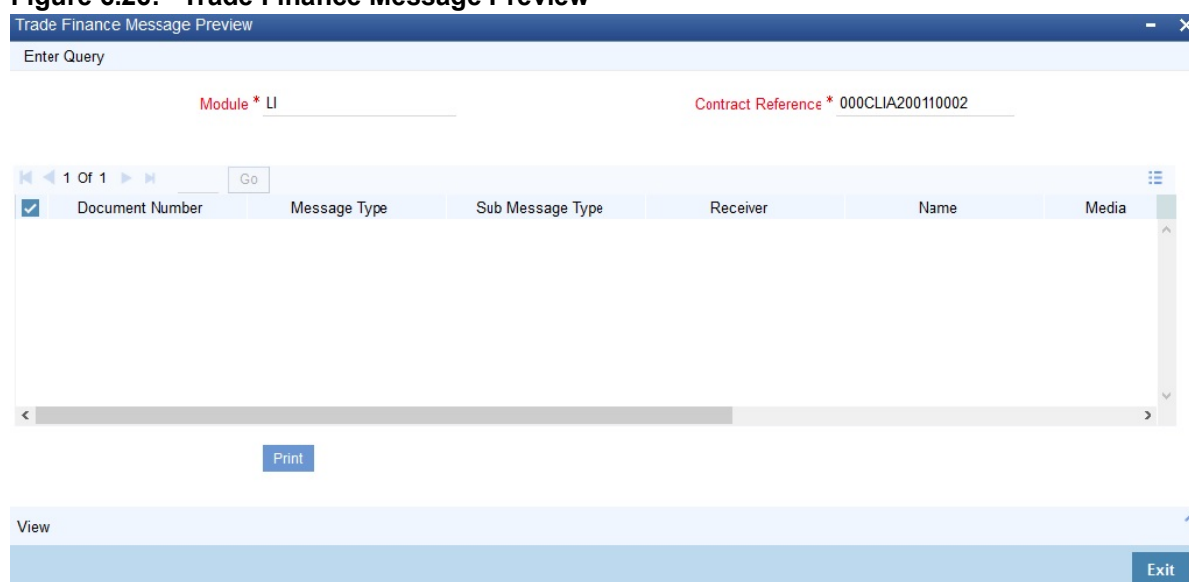 Trade Finance Message Preview
Enter Query
Module * LI Contract Reference * 000CLIA200110002
1 Of 1 Go
Document Number Message Type Sub Message Type Receiver Name Media
Print
View
Exit